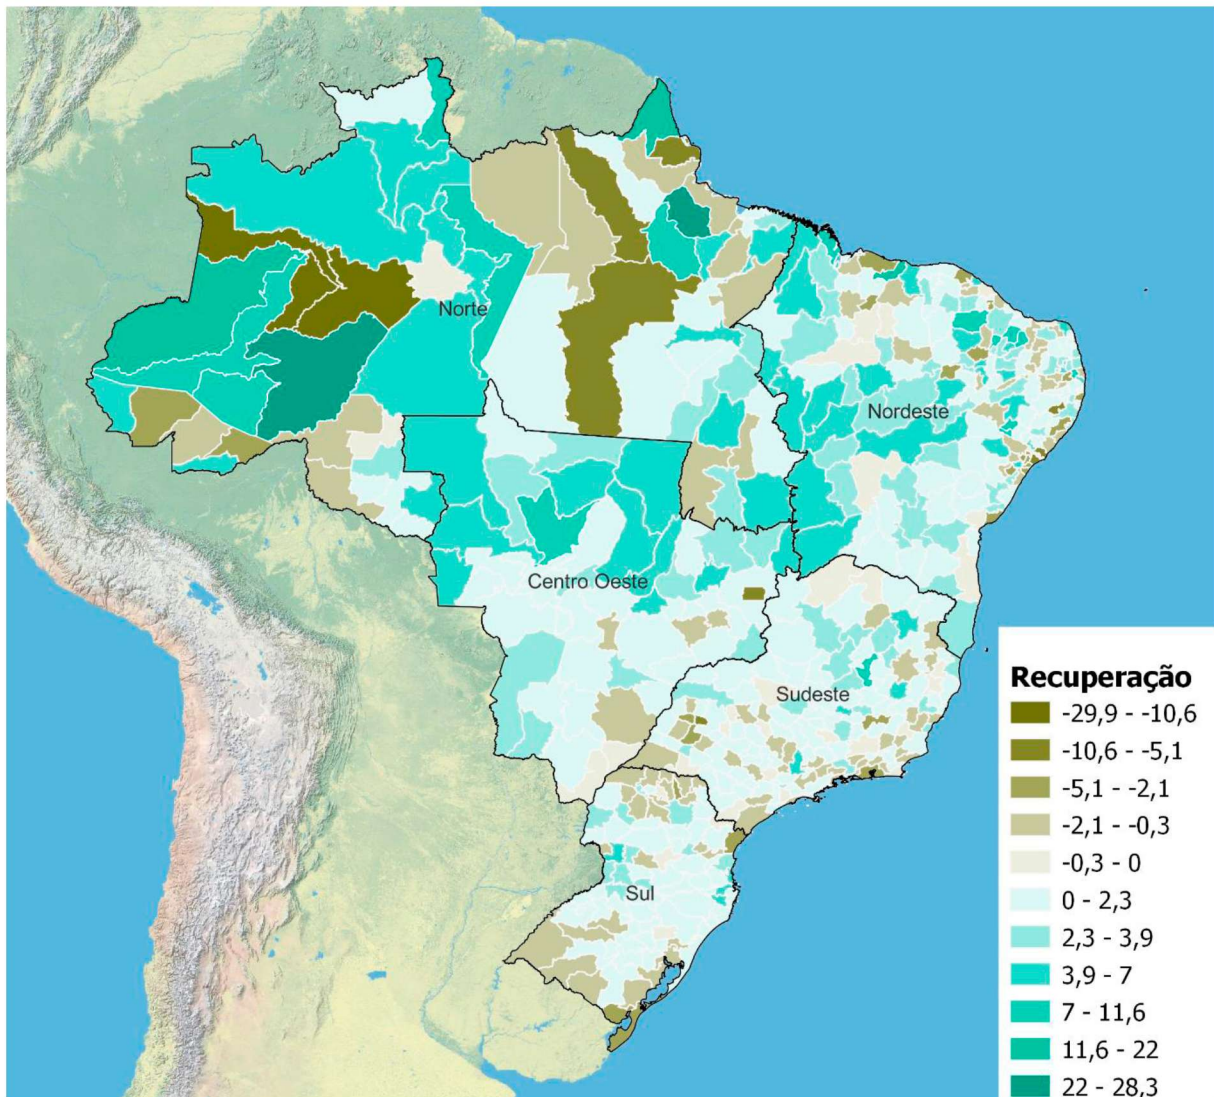 Norte
Nordeste
Centro Oeste
Sudeste
Sul
Recuperação
-29,9 - -10,6
-10,6 - -5,1
-5,1 - -2,1
-2,1 - -0,3
-0,3 - 0
0 - 2,3
2,3 - 3,9
3,9 - 7
7 - 11,6
11,6 - 22
22 - 28,3